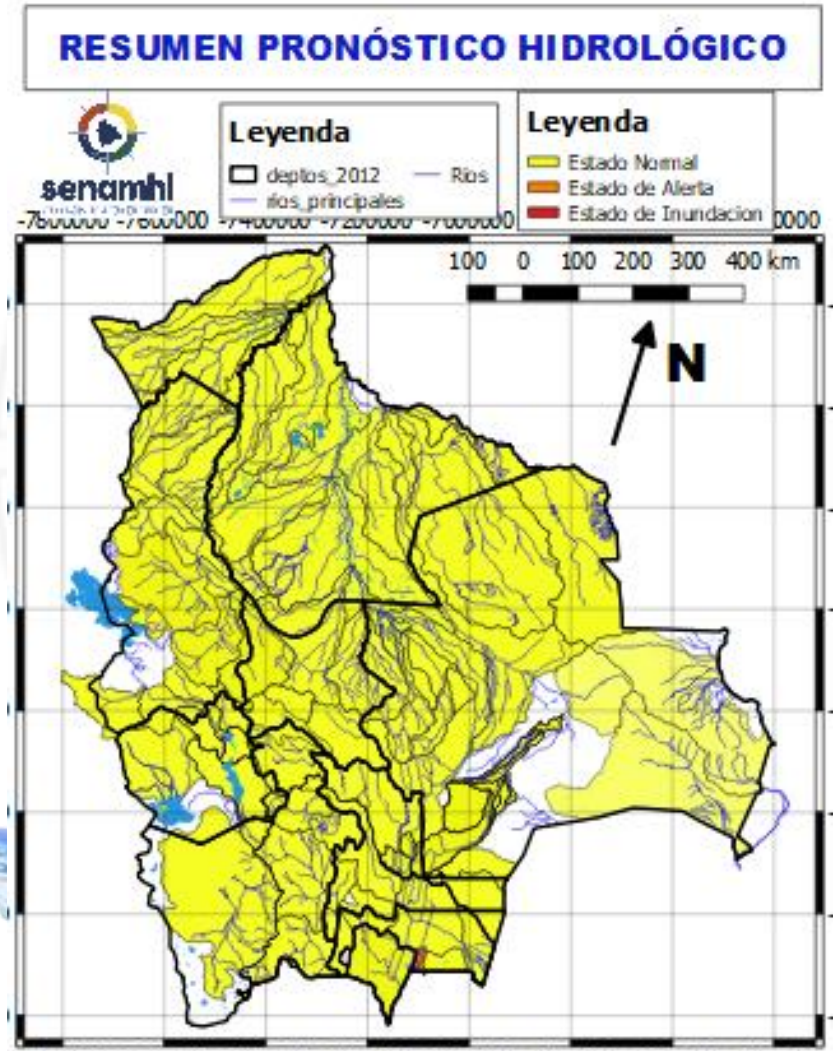 RESUMEN PRONÓSTICO HIDROLÓGICO
senamhi
Leyenda
deptos_2012
Rios
rios_principales
Leyenda
Estado Normal
Estado de Alerta
Estado de Inundacion
-7600000 -7400000 -7200000 -7000000
100 0 100 200 300 400 km
N